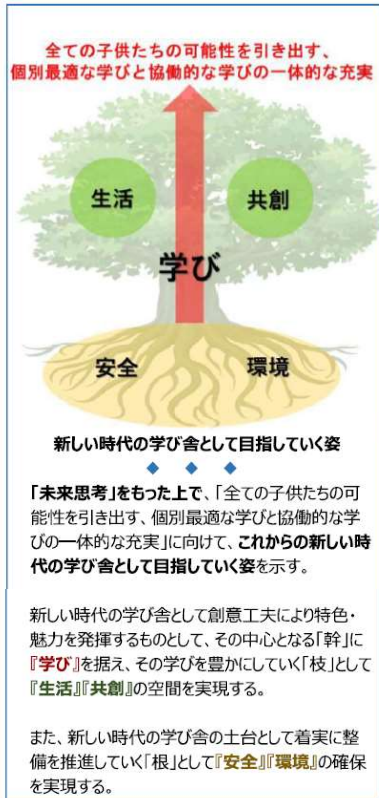 全ての子供たちの可能性を引き出す、
個別最適な学びと協働的な学びの一体的な充実
生活
共創
学び
安全
環境
新しい時代の学び舎として目指していく姿
◆ ◆ ◆
「未来思考」をもった上で、「全ての子供たちの可
能性を引き出す、個別最適な学びと協働的な学
びの一体的な充実」に向けて、これからの新しい時
代の学び舎として目指していく姿を示す。
新しい時代の学び舎として創意工夫により特色・
魅力を発揮するものとして、その中心となる「幹」に
『学び』を据え、その学びを豊かにしていく「枝」として
『生活』『共創』の空間を実現する。
また、新しい時代の学び舎の土台として着実に整
備を推進していく「根」として『安全』『環境』の確保
を実現する。